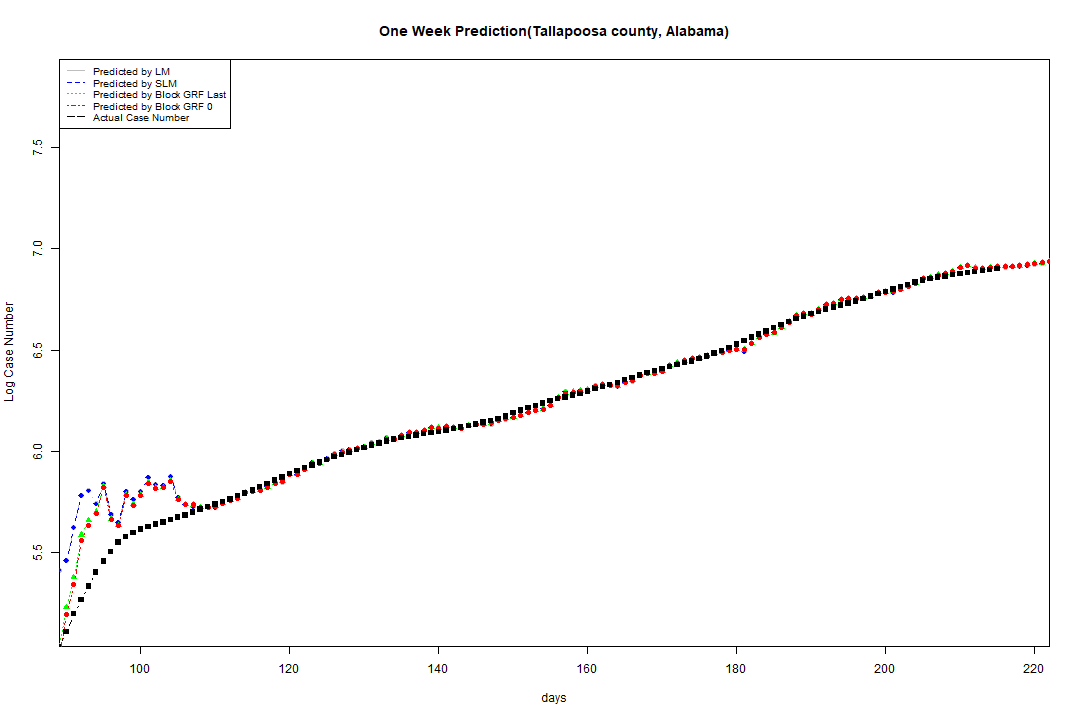 One Week Prediction(Tallapoosa county, Alabama)
Predicted by LM
Predicted by SLM
Predicted by Block GRF Last
Predicted by Block GRF 0
Actual Case Number
7.5
7.0
6.5
6.0
5.5
Log Case Number
100 120 140 160 180 200 220
days